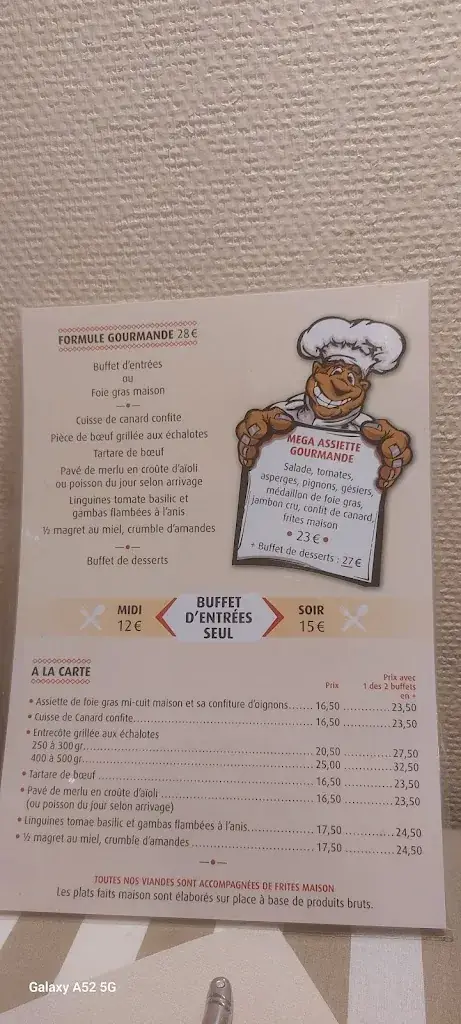 FORMULE GOURMANDE 28 €
Buffet d'entrées
ou
Foie gras maison
Cuisse de canard confite
Pièce de bœuf grillée aux échalotes
Tartare de bœuf
Pavé de merlu en croûte d'aïoli
ou poisson du jour selon arrivage
Linguines tomate basilic et
gambas flambées à l'anis
½ magret au miel, crumble d'amandes
Buffet de desserts
MEGA ASSIETTE
GOURMANDE
Salade, tomates,
asperges, pignons, gésiers,
médaillon de foie gras,
jambon cru, confit de canard,
frites maison
• 23 € •
+ Buffet de desserts : 27 €
MIDI
12 €
BUFFET
D'ENTRÉES
SEUL
SOIR
15 €
A LA CARTE
Prix
Prix avec
1 des 2 buffets
en +
• Assiette de foie gras mi-cuit maison et sa confiture d'oignons...... 16,50 .................. 23,50
• Cuisse de Canard confite.................. 16,50 .................. 23,50
• Entrecôte grillée aux échalotes
250 à 300 gr.................. 20,50 .................. 27,50
400 à 500 gr.................. 25,00 .................. 32,50
• Tartare de bœuf .................. 16,50 .................. 23,50
• Pavé de merlu en croûte d'aïoli .................. 16,50 .................. 23,50
(ou poisson du jour selon arrivage)
• Linguines tomae basilic et gambas flambées à l'anis.................. 17,50 .................. 24,50
• ½ magret au miel, crumble d'amandes .................. 17,50 .................. 24,50
TOUTES NOS VIANDES SONT ACCOMPAGNÉES DE FRITES MAISON
Les plats faits maison sont élaborés sur place à base de produits bruts.
Galaxy A52 5G